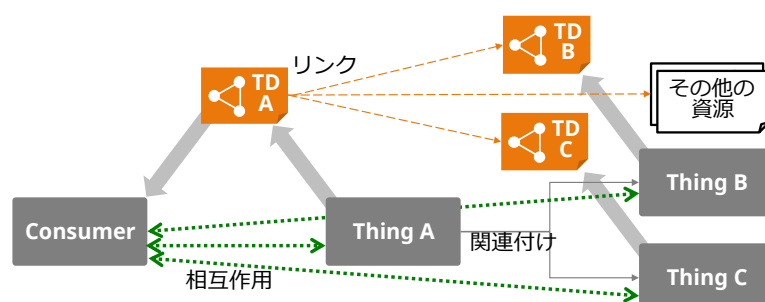 TD
B
リンク
TD
A
その他の
資源
TD
C
Thing B
Consumer
Thing A
関連付け
相互作用
Thing C